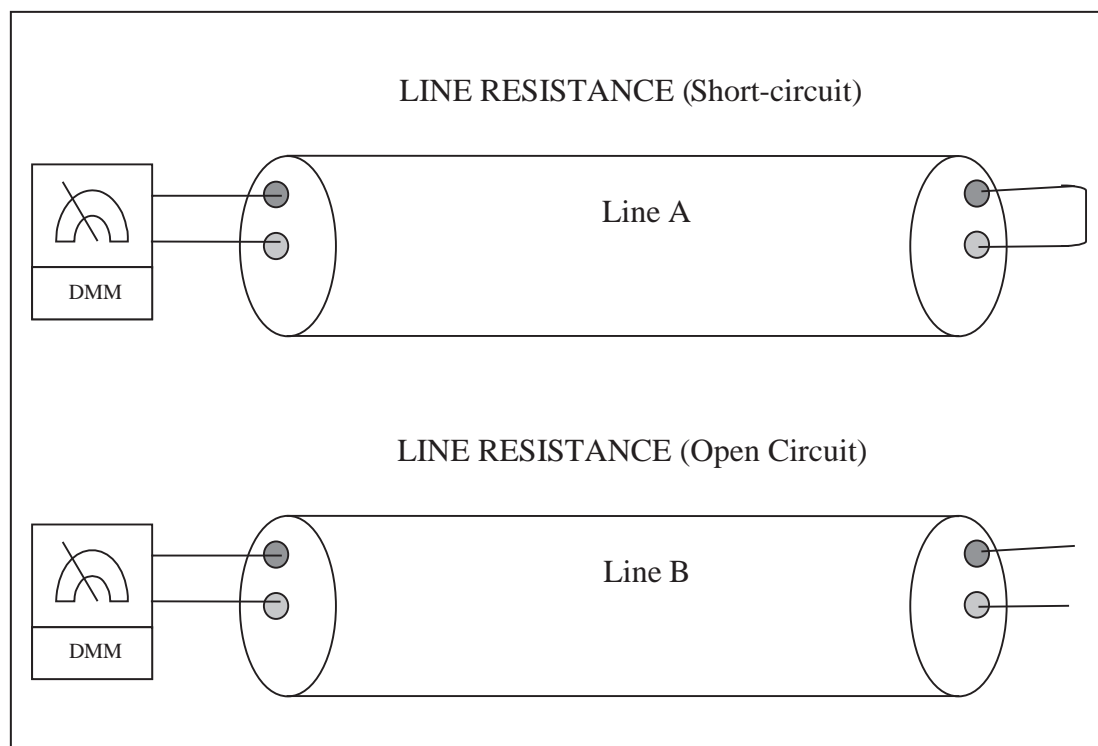 LINE RESISTANCE (Short-circuit)
Line A
DMM
LINE RESISTANCE (Open Circuit)
Line B
DMM